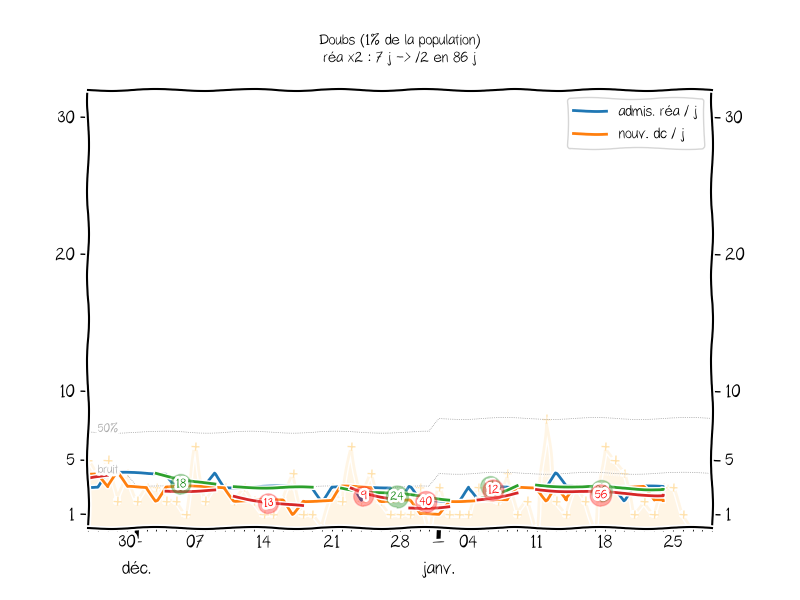 Doubs (1% de la population)
réa x2 : 7 j -> /2 en 86 j
admis. réa / j
nouv. dc / j
30 30
20 20
10 10
50%
5 5
bruit
18 13 9 24 40 12 56
1 1
30 07 14 21 28 04 11 18 25
déc. janv.